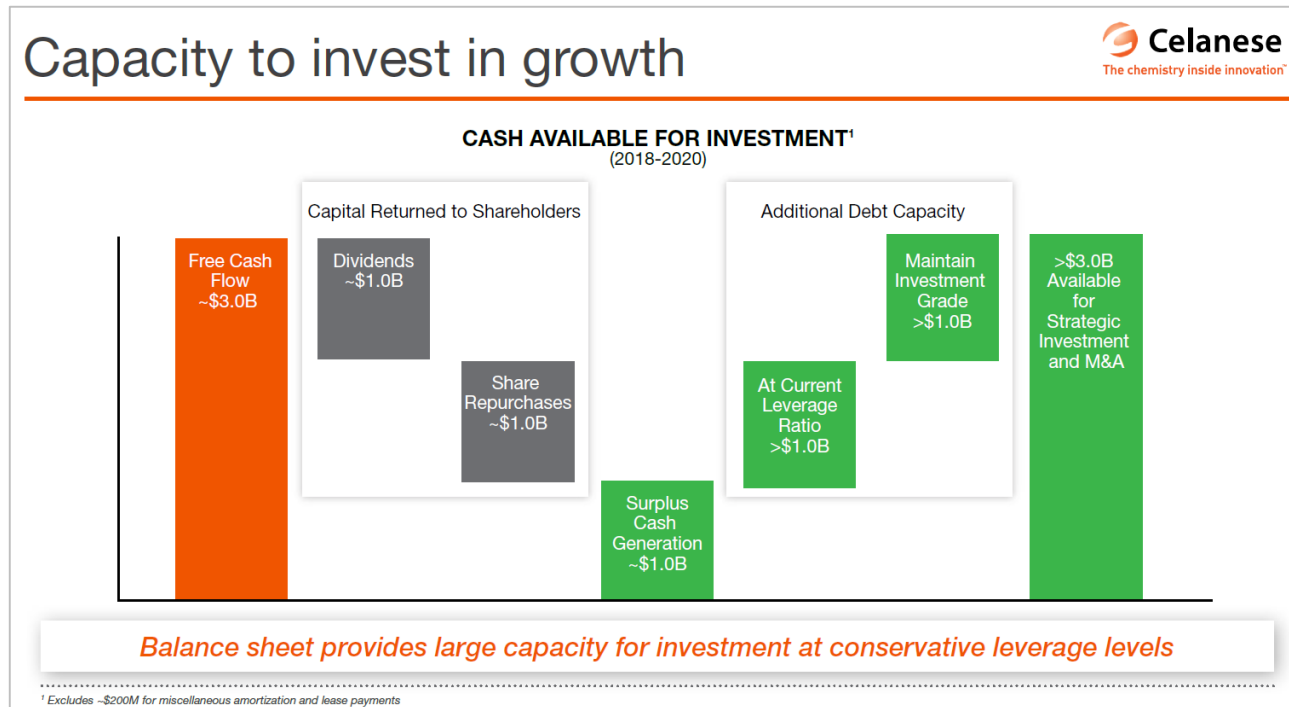 Capacity to invest in growth
Celanese
The chemistry inside innovation™
CASH AVAILABLE FOR INVESTMENT¹
(2018-2020)
Capital Returned to Shareholders
Additional Debt Capacity
Free Cash
Flow
~$3.0B
Dividends
~$1.0B
Share
Repurchases
~$1.0B
Surplus
Cash
Generation
~$1.0B
At Current
Leverage
Ratio
>$1.0B
Maintain
Investment
Grade
>$1.0B
>$3.0B
Available
for
Strategic
Investment
and M&A
Balance sheet provides large capacity for investment at conservative leverage levels
¹ Excludes ~$200M for miscellaneous amortization and lease payments